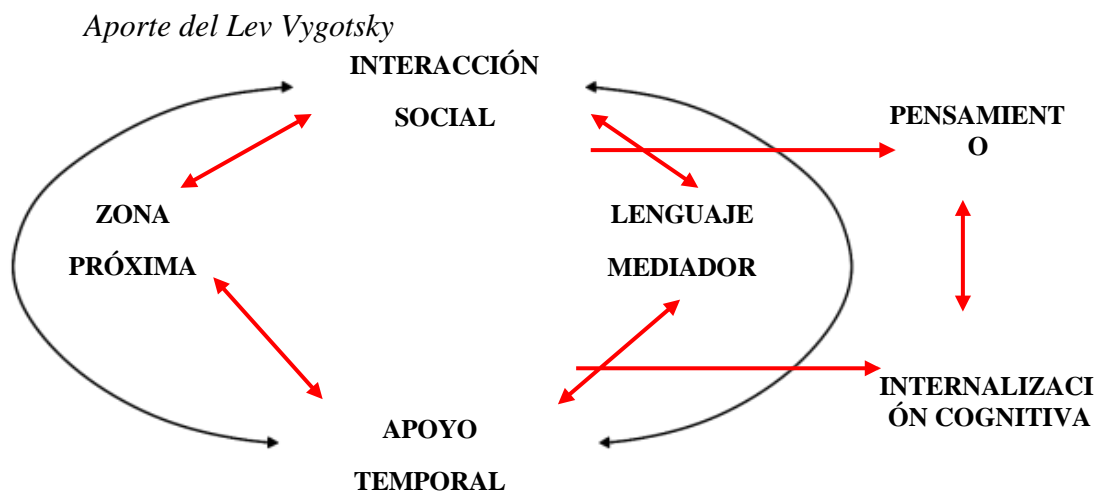 Aporte del Lev Vygotsky
INTERACCIÓN
SOCIAL
PENSAMIENT
O
ZONA
PRÓXIMA
LENGUAJE
MEDIADOR
INTERNALIZACI
ÓN COGNITIVA
APOYO
TEMPORAL